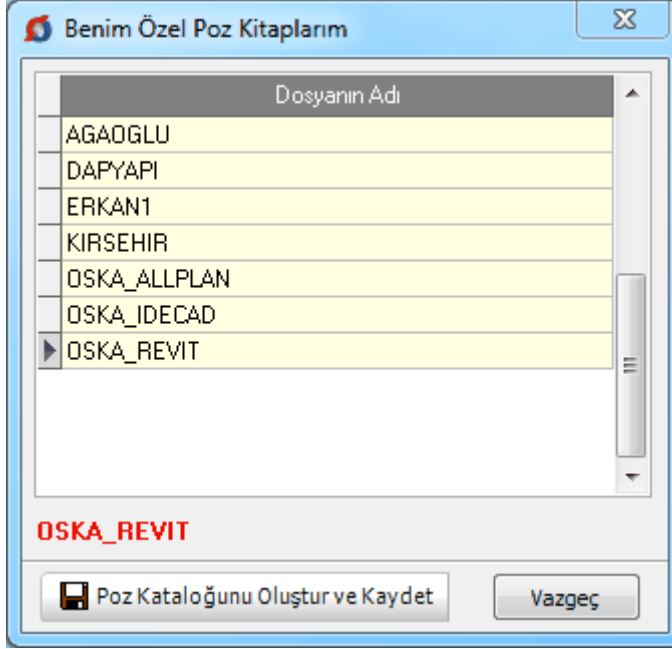 Benim Özel Poz Kitaplarım
Dosyanın Adı
AGAOGLU
DAPYAPI
ERKAN1
KIRSEHIR
OSKA_ALLPLAN
OSKA_IDECAD
OSKA_REVIT
OSKA_REVIT
Poz Kataloğunu Oluştur ve Kaydet
Vazgeç